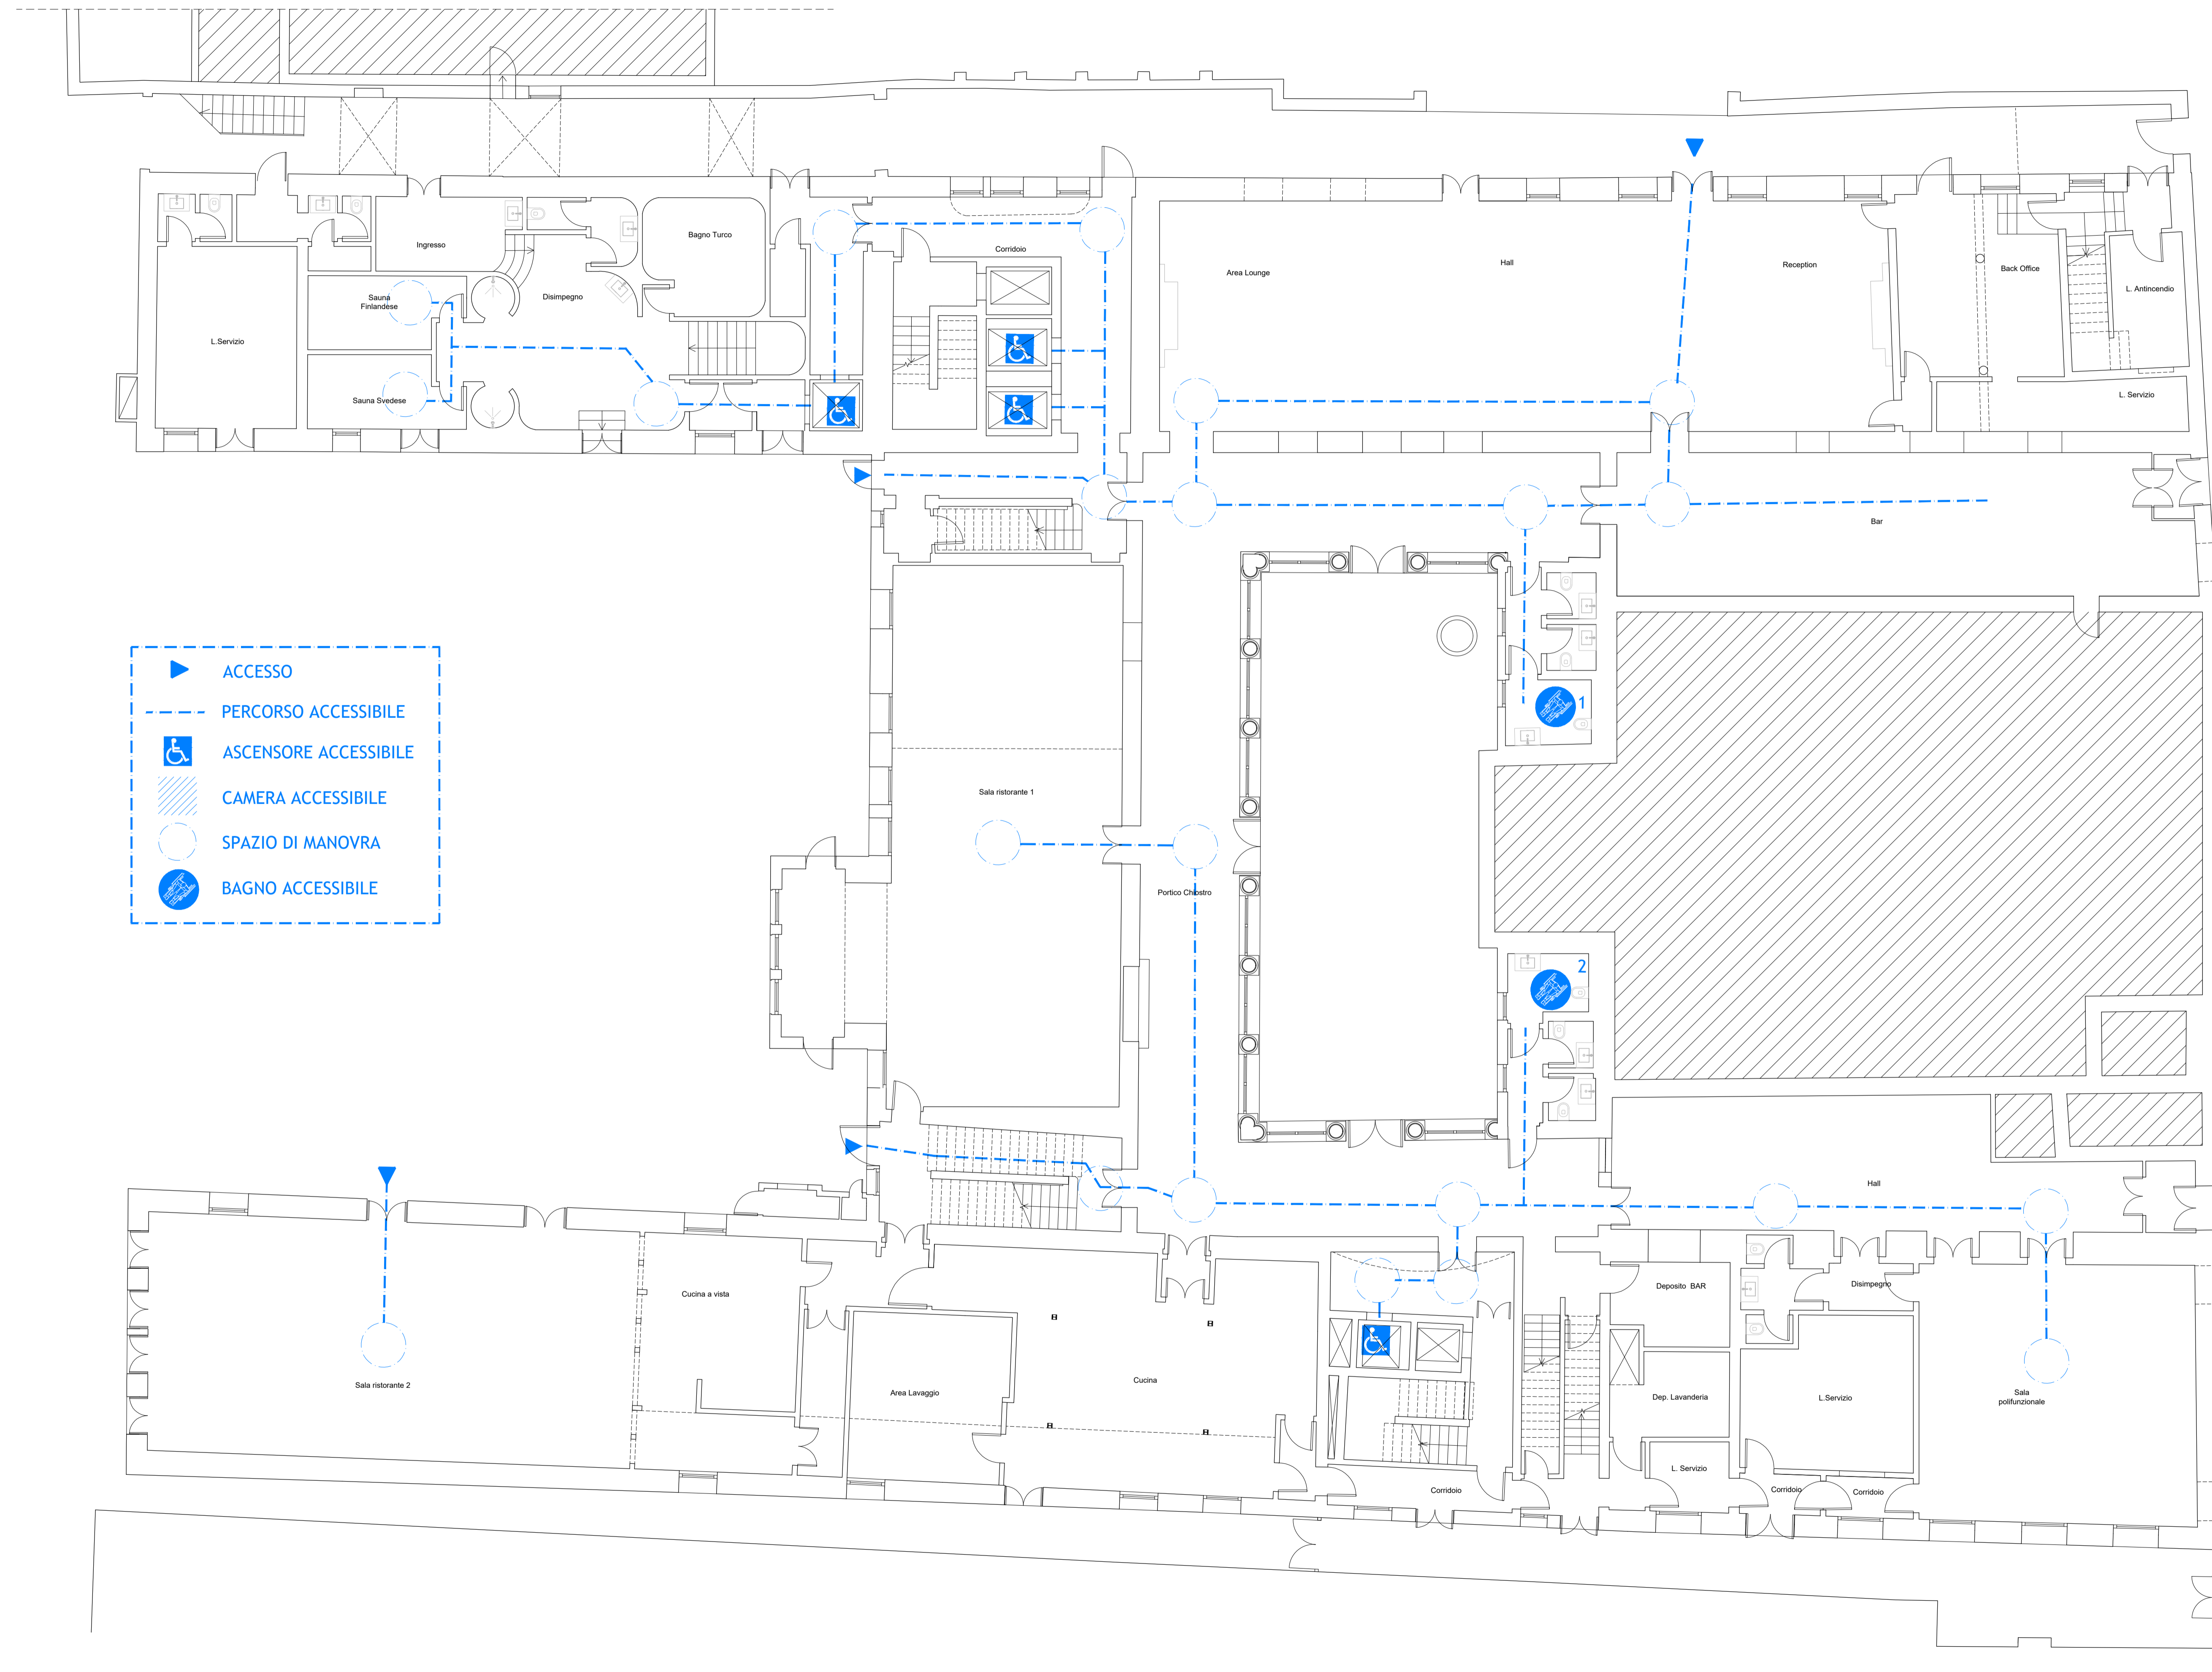 Ingresso
Bagno Turco
Corridoio
Area Lounge
Hall
Reception
Back Office
L. Antincendio
Sauna
Finlandese
Disimpegno
L.Servizio
Sauna Svedese
L. Servizio
Bar
ACCESSO
PERCORSO ACCESSIBILE
ASCENSORE ACCESSIBILE
CAMERA ACCESSIBILE
SPAZIO DI MANOVRA
BAGNO ACCESSIBILE
1
Sala ristorante 1
Portico Chiostro
2
Hall
Cucina a vista
Deposito BAR
Disimpegno
Sala ristorante 2
Area Lavaggio
Cucina
Dep. Lavanderia
L.Servizio
Sala
polifunzionale
L. Servizio
Corridoio
Corridoio
Corridoio